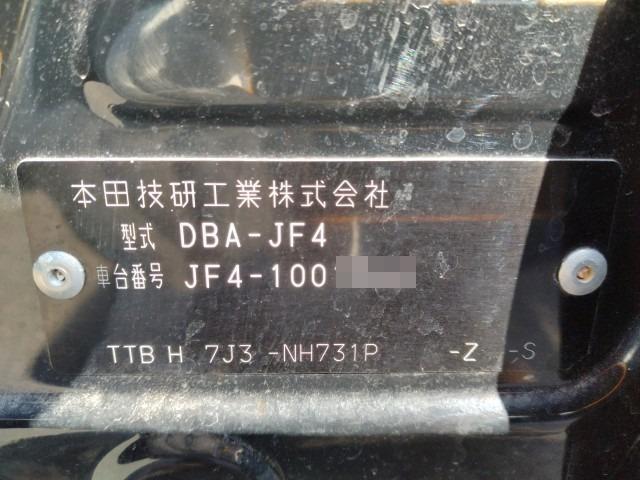 本田技研工業株式会社
型式 DBA-JF4
車台番号 JF4-100
TTB H 7J3 -NH731P -Z -S